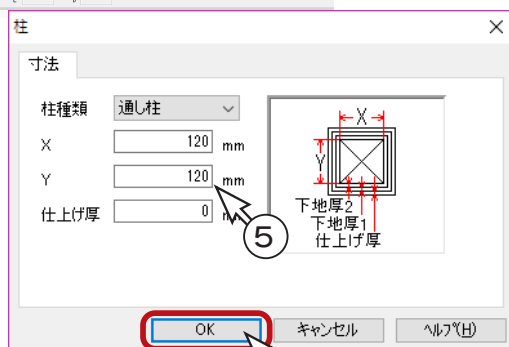 柱
寸法
柱種類 通し柱
X 120 mm
Y 120 mm
仕上げ厚 0
X
Y
下地厚2
下地厚1
仕上げ厚
5
OK キャンセル ヘルプ(H)